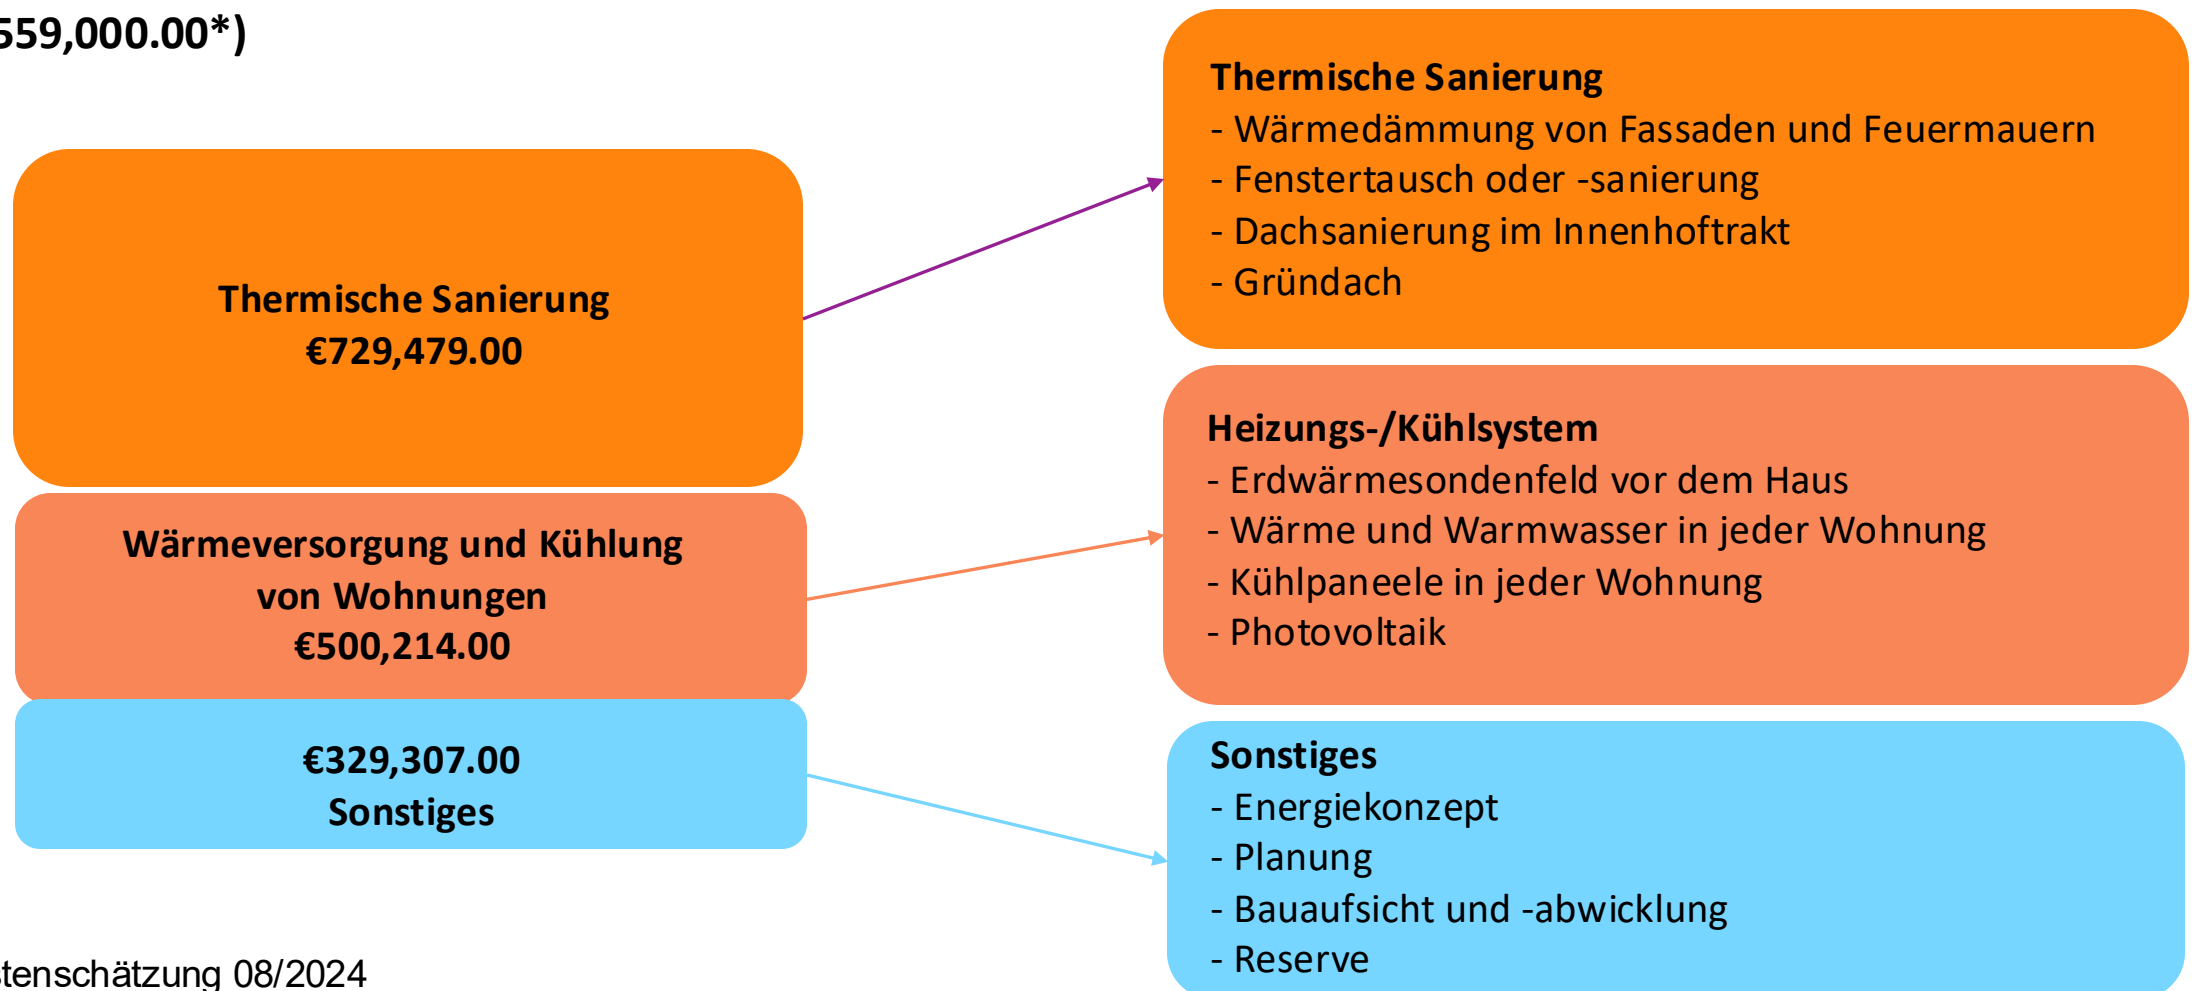 559,000.00*)
Thermische Sanierung
€729,479.00
Wärmeversorgung und Kühlung
von Wohnungen
€500,214.00
€329,307.00
Sonstiges
Thermische Sanierung
- Wärmedämmung von Fassaden und Feuermauern
- Fenstertausch oder -sanierung
- Dachsanierung im Innenhoftrakt
- Gründach
Heizungs-/Kühlsystem
- Erdwärmesondenfeld vor dem Haus
- Wärme und Warmwasser in jeder Wohnung
- Kühlpaneele in jeder Wohnung
- Photovoltaik
Sonstiges
- Energiekonzept
- Planung
- Bauaufsicht und -abwicklung
- Reserve
stenschätzung 08/2024